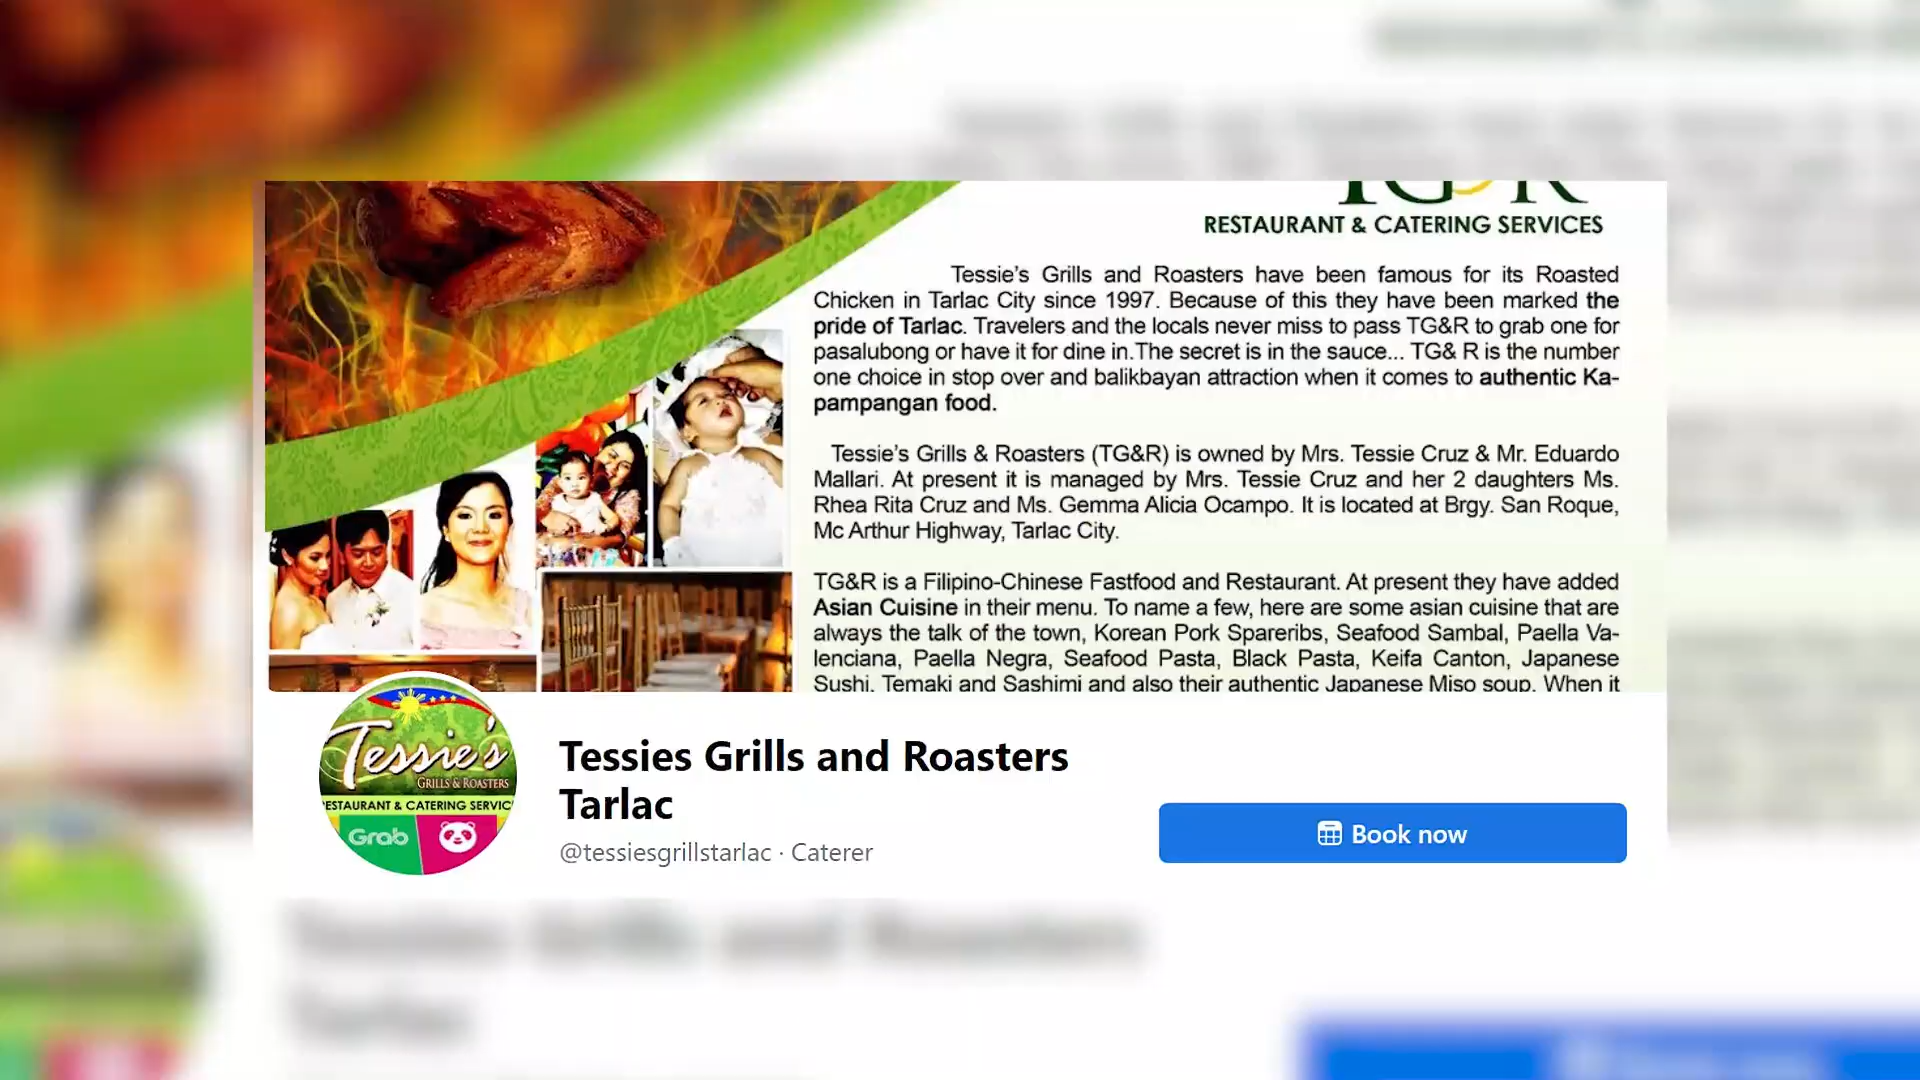 RESTAURANT & CATERING SERVICES
Tessie's Grills and Roasters have been famous for its Roasted
Chicken in Tarlac City since 1997. Because of this they have been marked the
pride of Tarlac. Travelers and the locals never miss to pass TG&R to grab one for
pasalubong or have it for dine in.The secret is in the sauce... TG& R is the number
one choice in stop over and balikbayan attraction when it comes to authentic Ka-
pampangan food.
Tessie's Grills & Roasters (TG&R) is owned by Mrs. Tessie Cruz & Mr. Eduardo
Mallari. At present it is managed by Mrs. Tessie Cruz and her 2 daughters Ms.
Rhea Rita Cruz and Ms. Gemma Alicia Ocampo. It is located at Brgy. San Roque,
Mc Arthur Highway, Tarlac City.
TG&R is a Filipino-Chinese Fastfood and Restaurant. At present they have added
Asian Cuisine in their menu. To name a few, here are some asian cuisine that are
always the talk of the town, Korean Pork Spareribs, Seafood Sambal, Paella Va-
lenciana, Paella Negra, Seafood Pasta, Black Pasta, Keifa Canton, Japanese
Sushi, Temaki and Sashimi and also their authentic Japanese Miso soup. When it
Tessie's
GRILLS & ROASTERS
ESTAURANT & CATERING SERVIC
Grab
Tessies Grills and Roasters
Tarlac
@tessiesgrillstarlac · Caterer
Book now